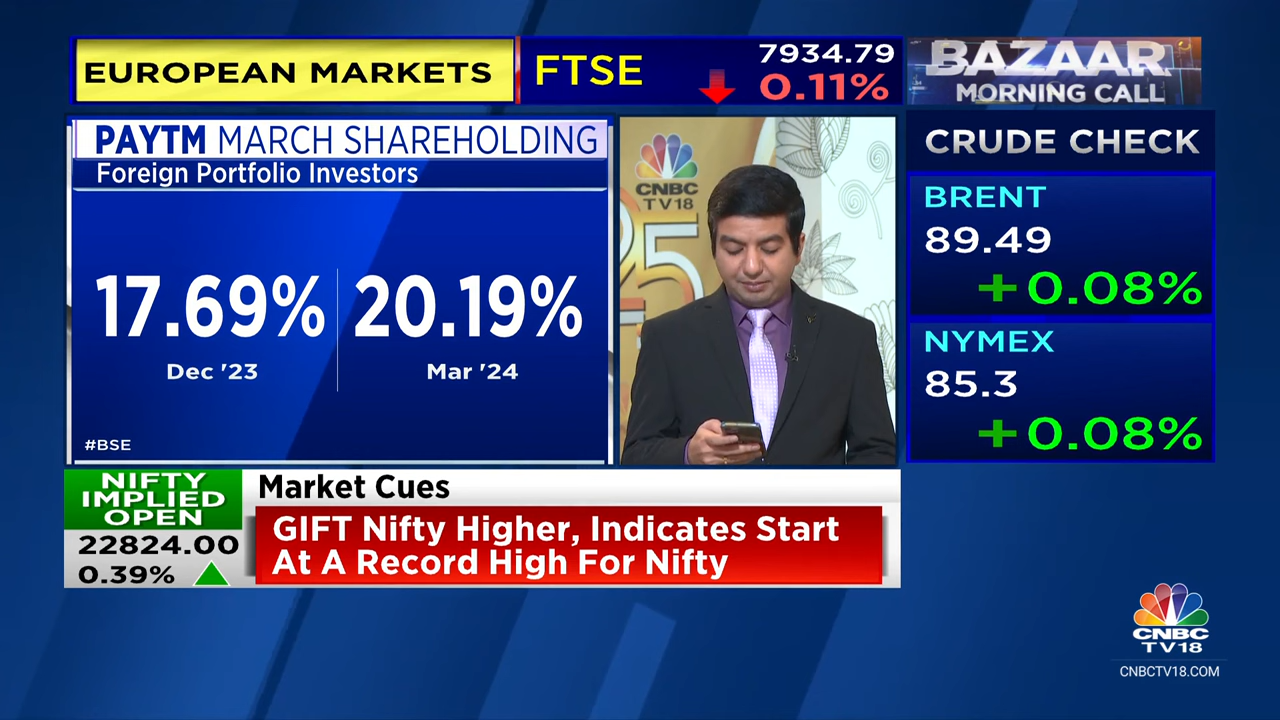 EUROPEAN MARKETS
FTSE
7934.79
0.11%
BAZAAR
MORNING CALL
PAYTM MARCH SHAREHOLDING
Foreign Portfolio Investors
17.69%
20.19%
Dec '23
Mar '24
#BSE
CNBC
TV18
25
CRUDE CHECK
BRENT
89.49
+0.08%
NYMEX
85.3
+0.08%
NIFTY
IMPLIED
OPEN
22824.00
0.39%
Market Cues
GIFT Nifty Higher, Indicates Start
At A Record High For Nifty
CNBC
TV18
CNBCTV18.COM